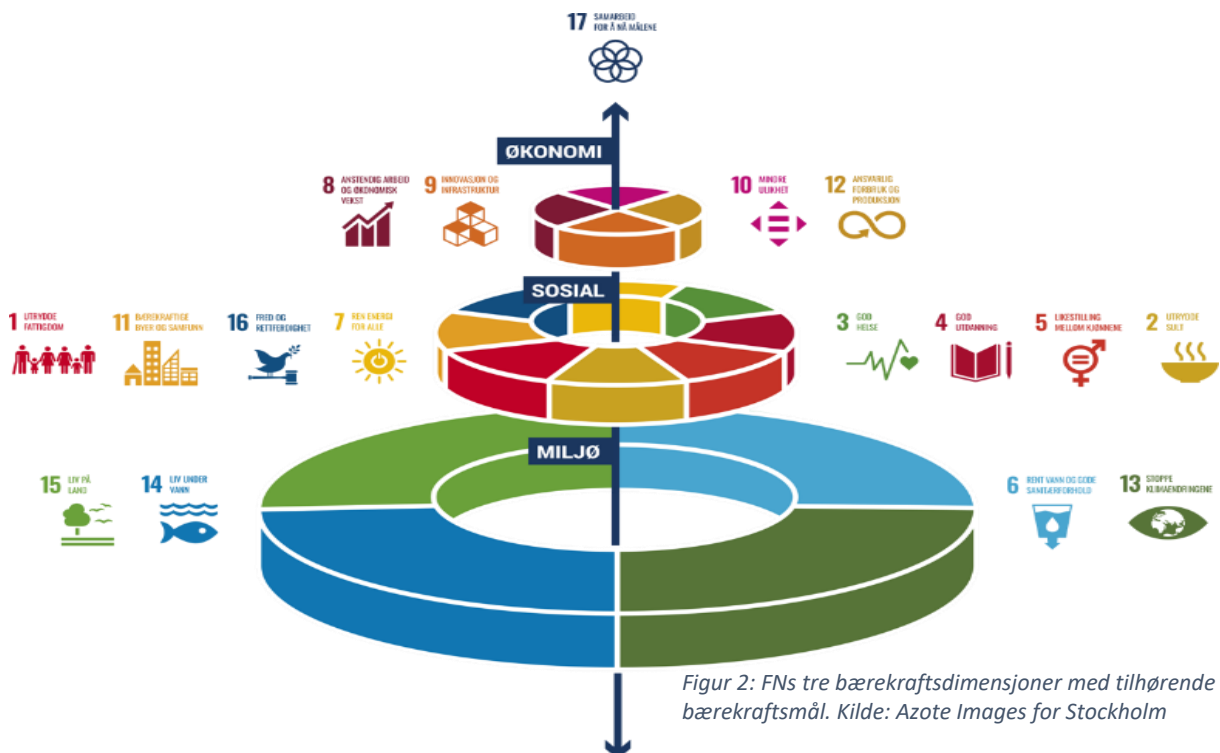 17 SAMARBEID
FOR Å NÅ MÅLENE
ØKONOMI
8 ANSTENDIG ARBEID
OG ØKONOMISK
VEKST
9 INNOVASJON OG
INFRASTRUKTUR
10 MINDRE
ULIKHET
12 ANSVARLIG
FORBRUK OG
PRODUKSJON
SOSIAL
1 UTRYDDE
FATTIGDOM
11 BÆREKRAFTIGE
BYER OG SAMFUNN
16 FRED OG
RETTFERDIGHET
7 REN ENERGI
FOR ALLE
3 GOD
HELSE
4 GOD
UTDANNING
5 LIKESTILLING
MELLOM KJØNNENE
2 UTRYDDE
SULT
MILJØ
15 LIV PÅ
LAND
14 LIV UNDER
VANN
6 RENT VANN OG GODE
SANITÆRFORHOLD
13 STOPPE
KLIMAENDRINGENE
Figur 2: FNs tre bærekraftsdimensjoner med tilhørende
bærekraftsmål. Kilde: Azote Images for Stockholm